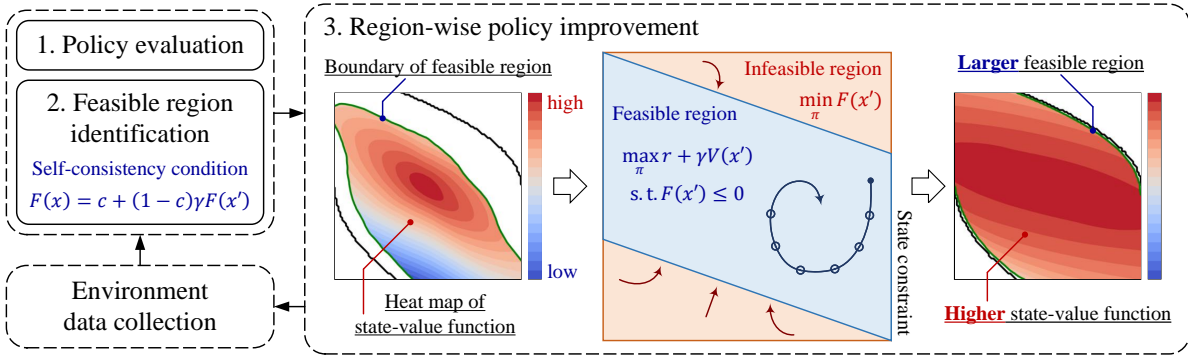 1. Policy evaluation
2. Feasible region
identification
Self-consistency condition
F(x) = c + (1 − c)γF(x′)
Environment
data collection
3. Region-wise policy improvement
Boundary of feasible region
high
low
Heat map of
state-value function
Infeasible region
min F(x′)
π
Feasible region
max r + γV(x′)
π
s. t. F(x′) ≤ 0
State constraint
Larger feasible region
Higher state-value function